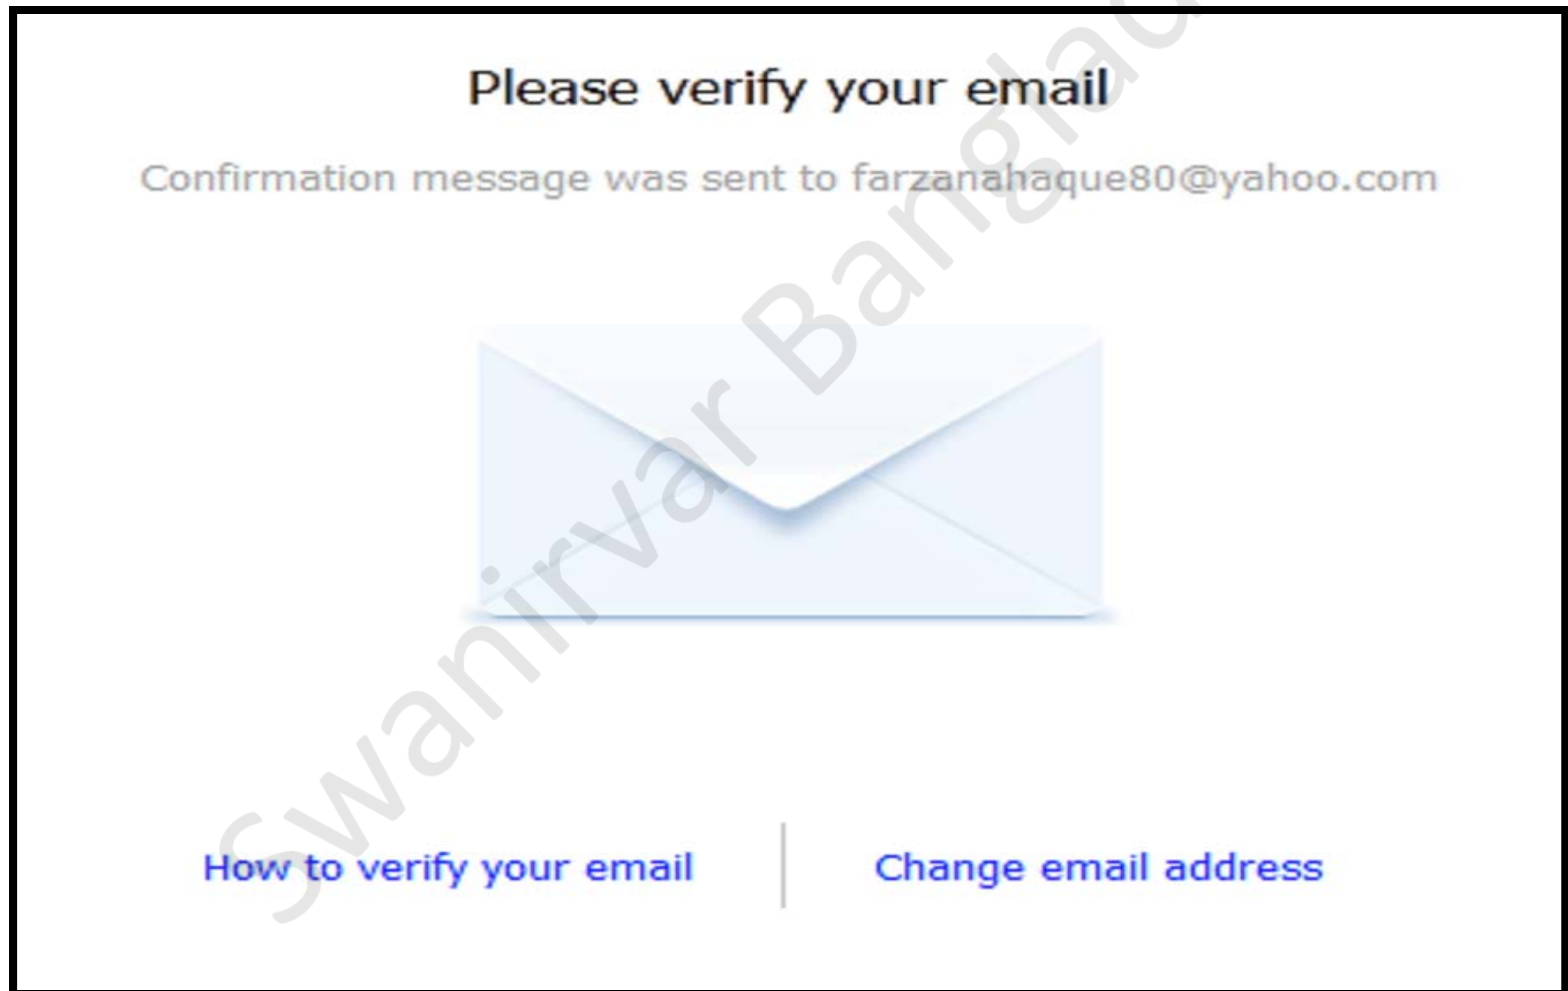 Please verify your email
Confirmation message was sent to farzanahaque80@yahoo.com
How to verify your email
Change email address
Swanirvar